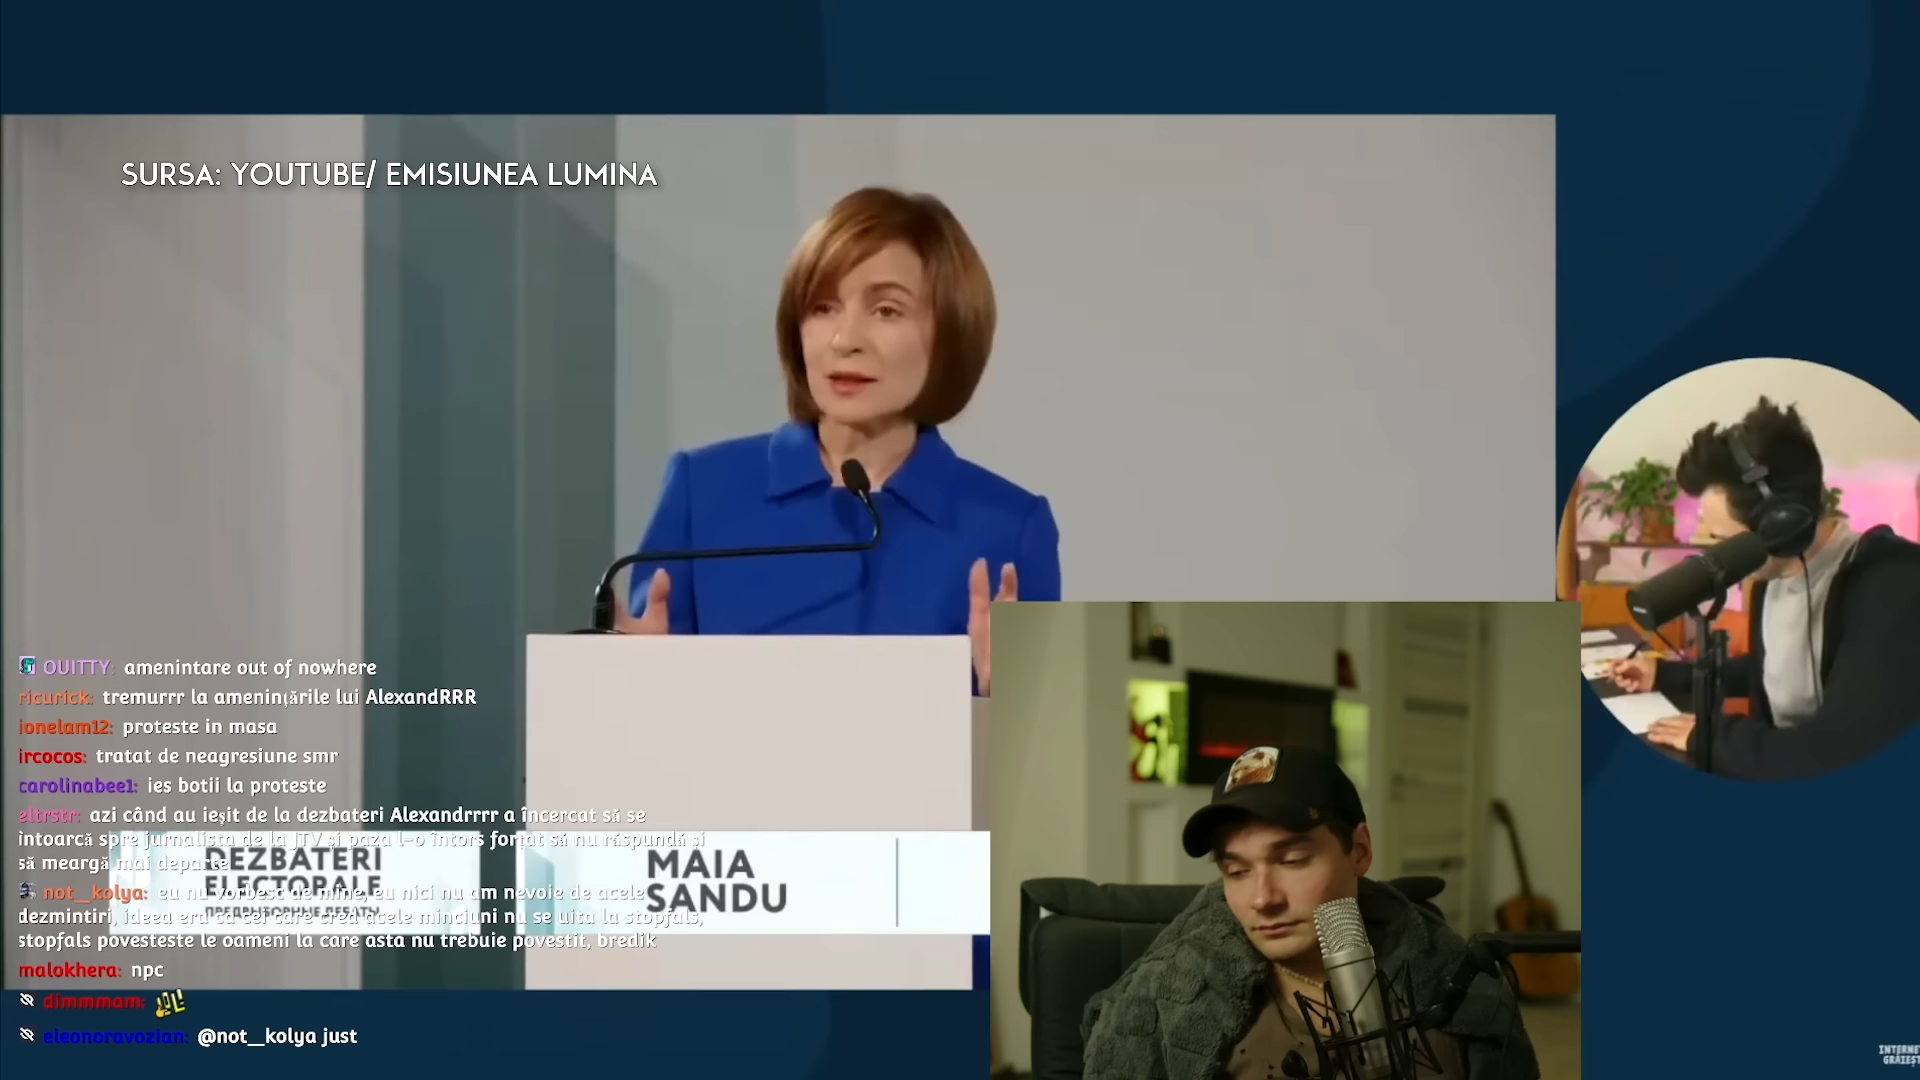 SURSA: YOUTUBE/ EMISIUNEA LUMINA
OUITTY: amenintare out of nowhere
ricurick: tremurrr la amenințările lui AlexandRRR
ionelam12: proteste in masa
ircocos: tratat de neagresiune smr
carolinabee1: ies botii la proteste
eltrstr: azi când au ieșit de la dezbateri Alexandrrrr a încercat să se
întoarcă spre jurnalista de la JTV și paza l-o întors forțat să nu răspundă și
să meargă mai departe
not__kolya: eu nu vorbesc de mine, eu nici nu am nevoie de acele
dezmintiri, ideea era ca cei care cred acele minciuni nu se uita la stopfals,
stopfals povesteste le oameni la care asta nu trebuie povestit, bredik
malokhera: npc
dimmmam:
eleonoravozian: @not__kolya just
DEZBATERI
ELECTORALE
ПРЕДВЫБОРНЫЕ ДЕБАТЫ
MAIA
SANDU